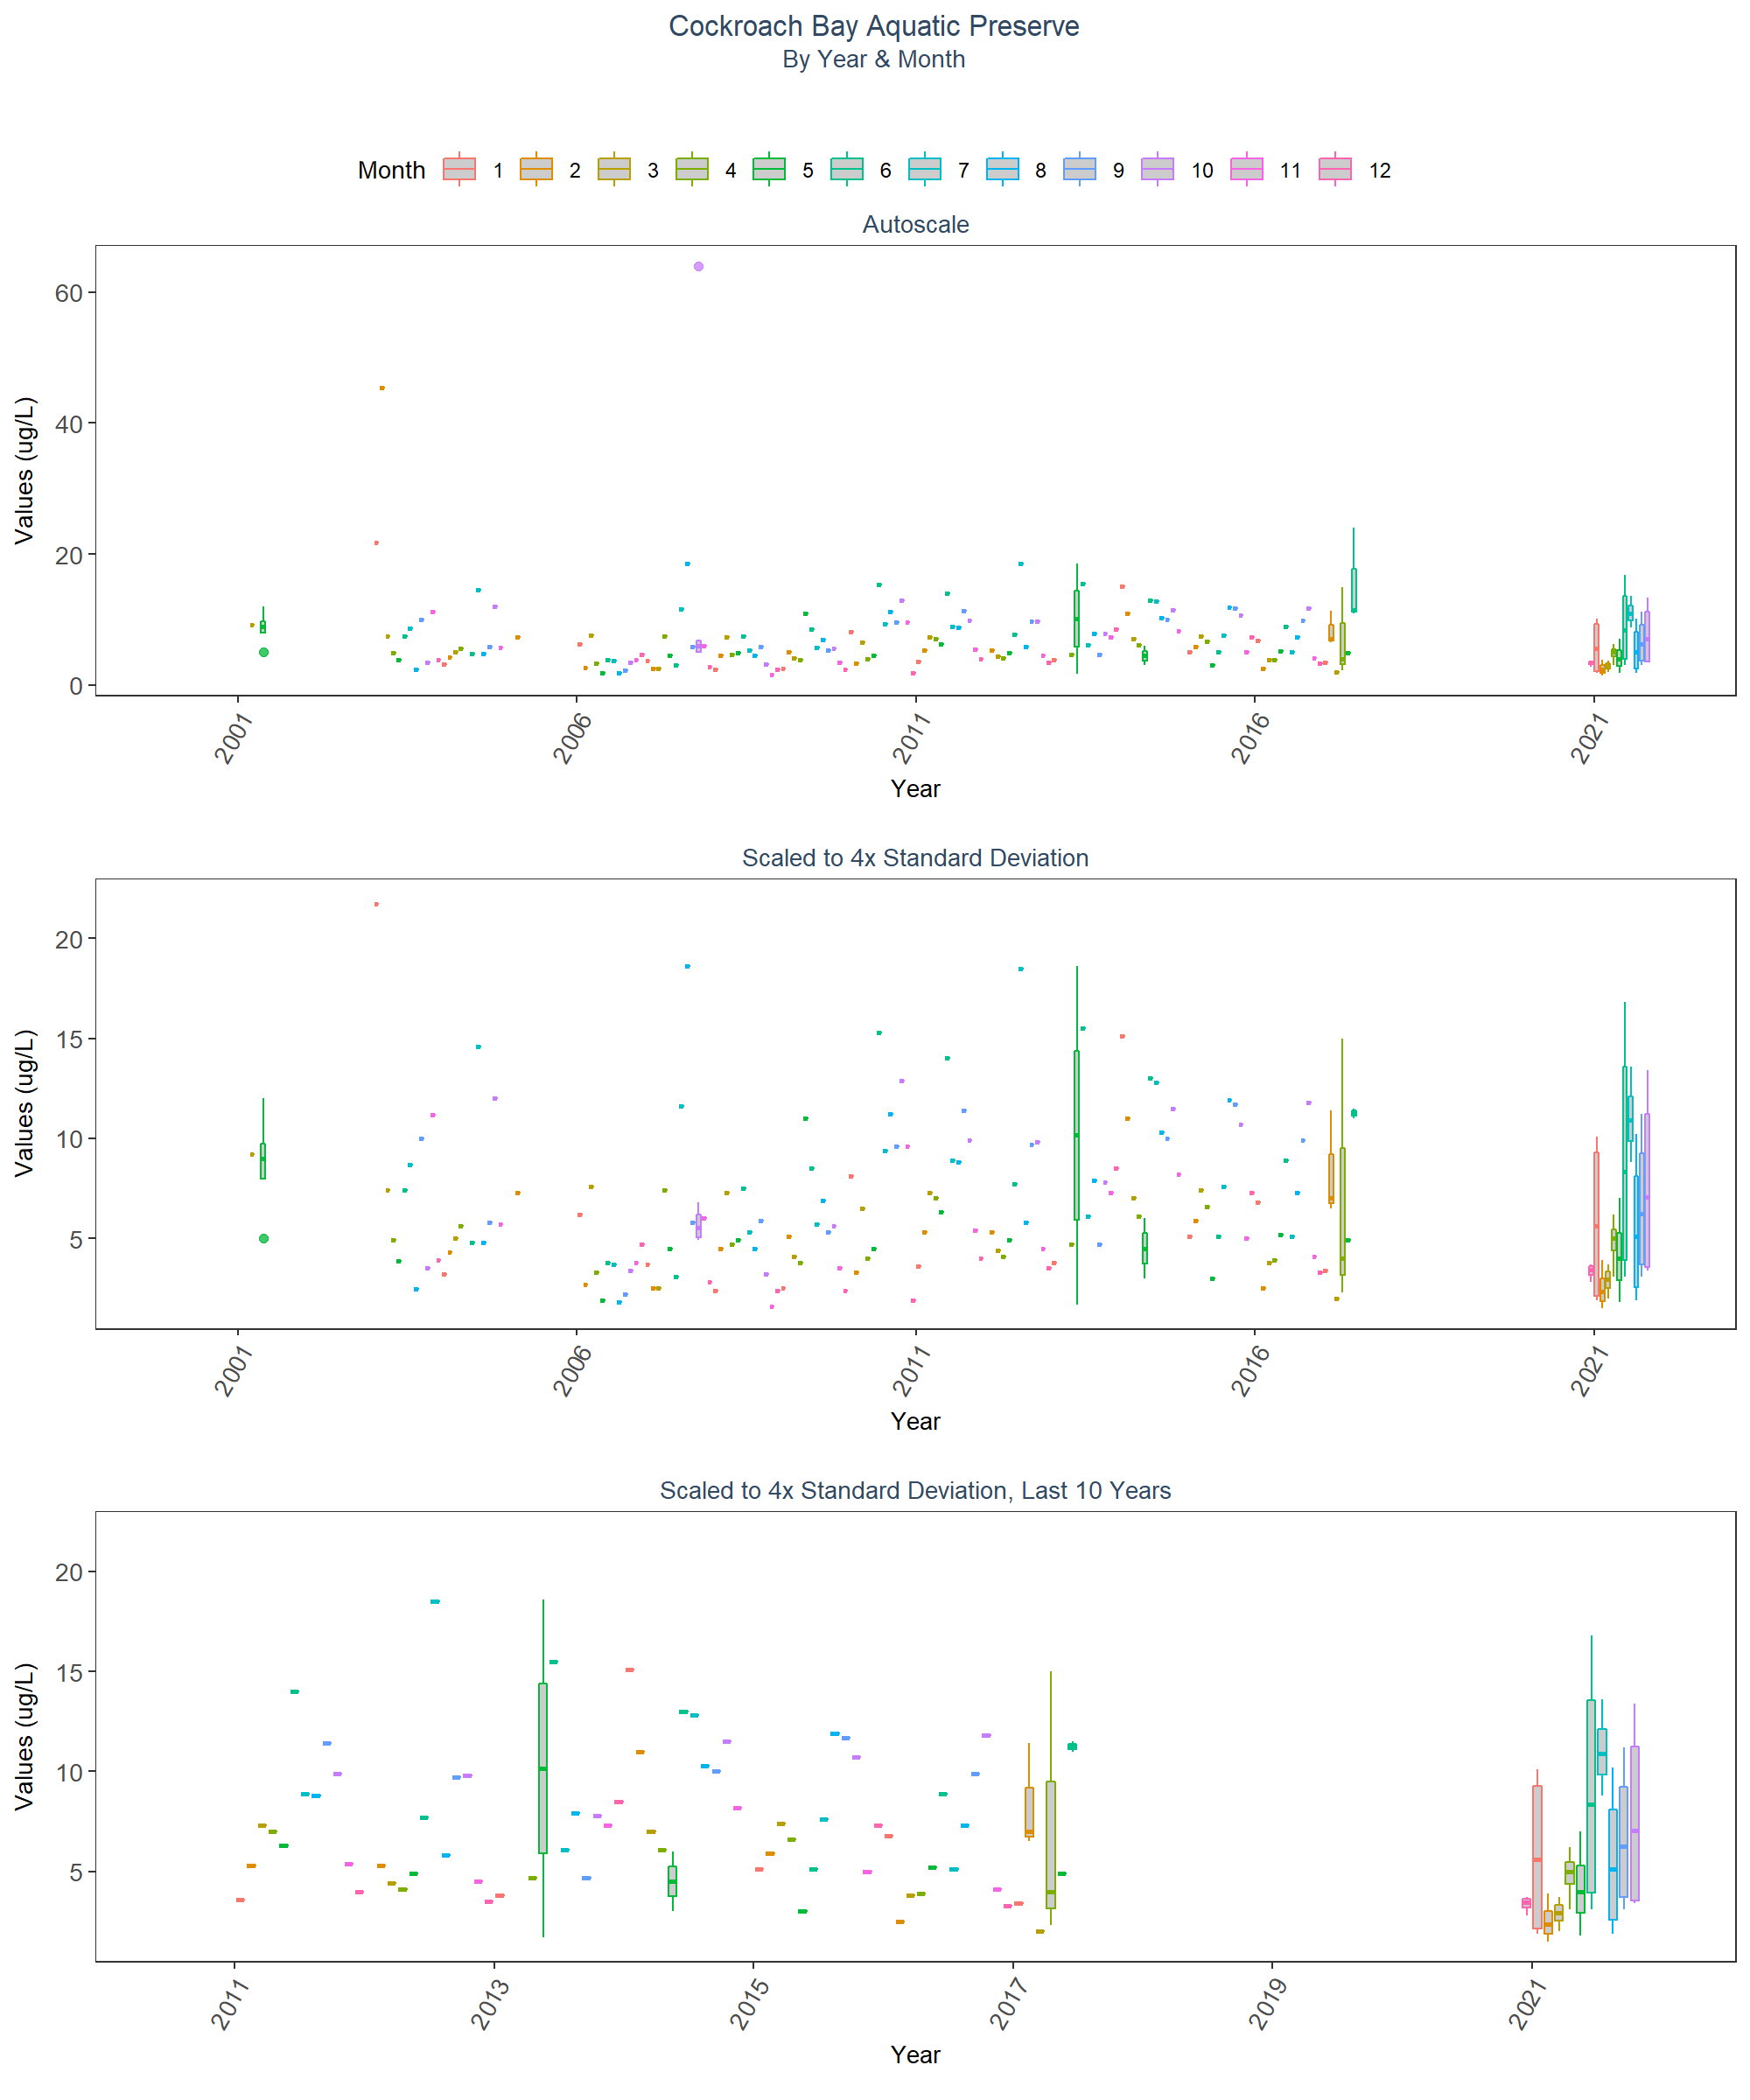 Cockroach Bay Aquatic Preserve
By Year & Month
Month 1 2 3 4 5 6 7 8 9 10 11 12
Autoscale
Values (ug/L)
60
40
20
0
2001 2006 2011 2016 2021
Year
Scaled to 4x Standard Deviation
Values (ug/L)
20
15
10
5
2001 2006 2011 2016 2021
Year
Scaled to 4x Standard Deviation, Last 10 Years
Values (ug/L)
20
15
10
5
2011 2013 2015 2017 2019 2021
Year